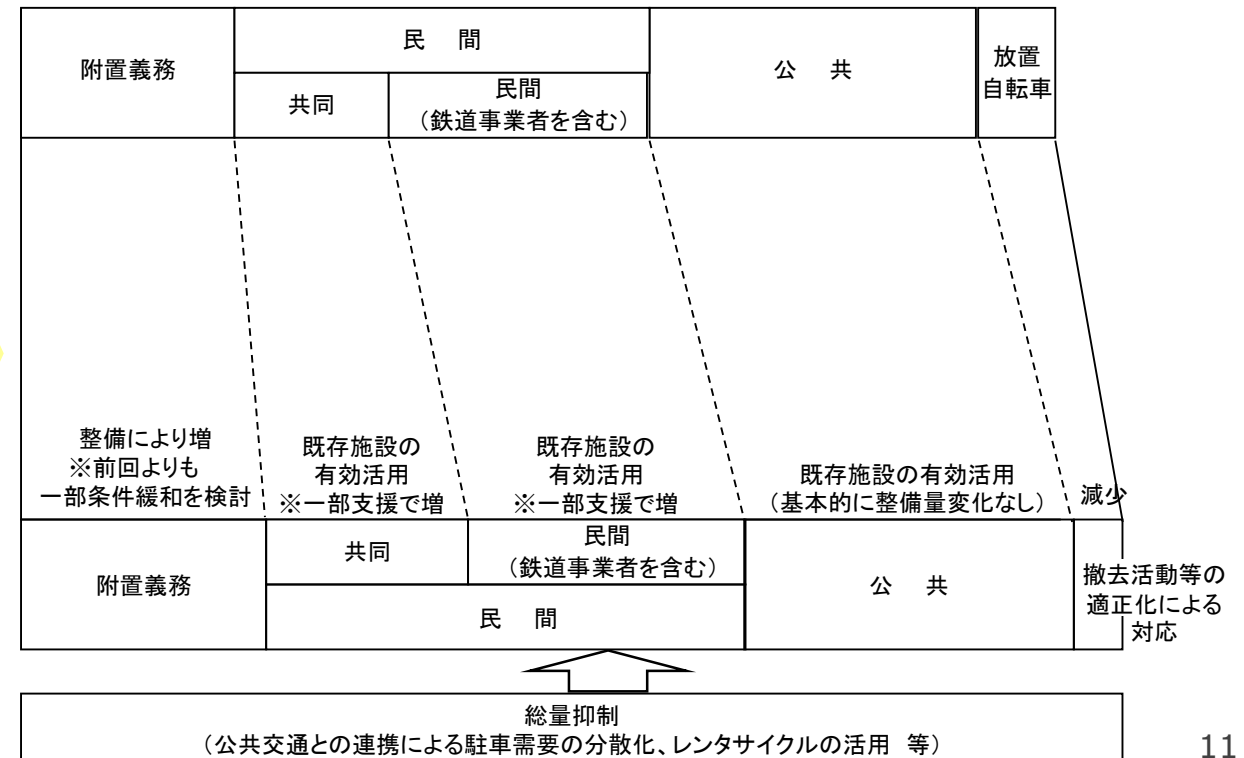 附置義務
民　間
共同
民間
（鉄道事業者を含む）
公　共
放置
自転車
整備により増
※前回よりも
一部条件緩和を検討
既存施設の
有効活用
※一部支援で増
既存施設の
有効活用
※一部支援で増
既存施設の有効活用
（基本的に整備量変化なし）
減少
附置義務
共同
民間
（鉄道事業者を含む）
民　間
公　共
撤去活動等の
適正化による
対応
総量抑制
（公共交通との連携による駐車需要の分散化、レンタサイクルの活用　等）
11